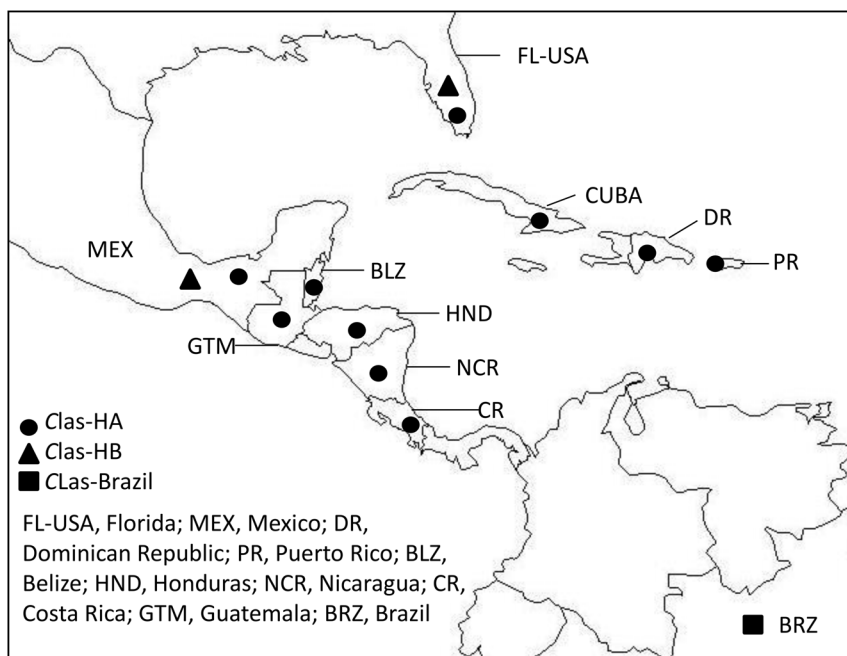 FL-USA
CUBA
DR
MEX
BLZ
PR
HND
GTM
NCR
CR
Clas-HA
Clas-HB
CLas-Brazil
FL-USA, Florida; MEX, Mexico; DR,
Dominican Republic; PR, Puerto Rico; BLZ,
Belize; HND, Honduras; NCR, Nicaragua; CR,
Costa Rica; GTM, Guatemala; BRZ, Brazil
BRZ